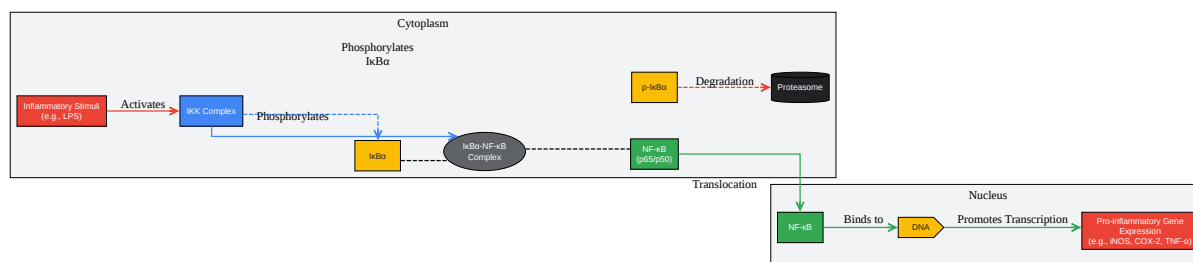 Cytoplasm
Phosphorylates
IκBα
Inflammatory Stimuli
(e.g., LPS)
Activates
IKK Complex
Phosphorylates
IκBα
IκBα-NF-κB
Complex
p-IκBα
Degradation
Proteasome
NF-κB
(p65/p50)
Translocation
Nucleus
NF-κB
Binds to
DNA
Promotes Transcription
Pro-inflammatory Gene
Expression
(e.g., iNOS, COX-2, TNF-α)